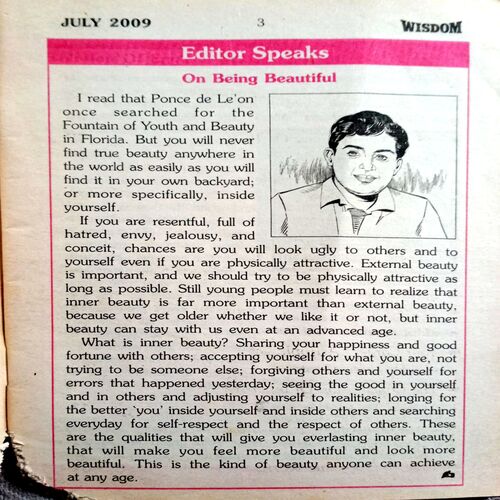 JULY 2009 3 WISDOM
Editor Speaks
On Being Beautiful
I read that Ponce de Le'on
once searched for the
Fountain of Youth and Beauty
in Florida. But you will never
find true beauty anywhere in
the world as easily as you will
find it in your own backyard;
or more specifically, inside
yourself.
If you are resentful, full of
hatred, envy, jealousy, and
conceit, chances are you will look ugly to others and to
yourself even if you are physically attractive. External beauty
is important, and we should try to be physically attractive as
long as possible. Still young people must learn to realize that
inner beauty is far more important than external beauty,
because we get older whether we like it or not, but inner
beauty can stay with us even at an advanced age.
What is inner beauty? Sharing your happiness and good
fortune with others; accepting yourself for what you are, not
trying to be someone else; forgiving others and yourself for
errors that happened yesterday; seeing the good in yourself
and in others and adjusting yourself to realities; longing for
the better `you' inside yourself and inside others and searching
everyday for self-respect and the respect of others. These
are the qualities that will give you everlasting inner beauty,
that will make you feel more beautiful and look more
beautiful. This is the kind of beauty anyone can achieve
at any age.